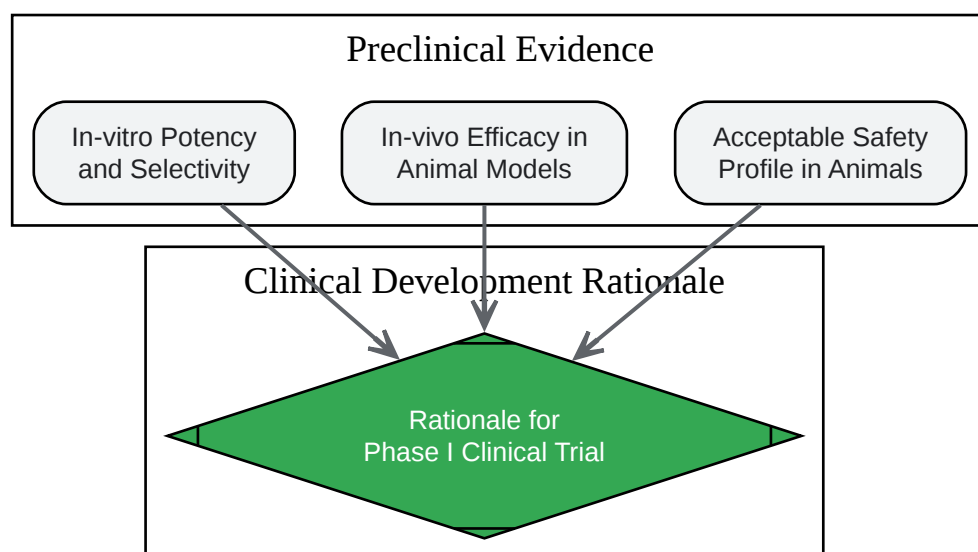 Preclinical Evidence
In-vitro Potency
and Selectivity
In-vivo Efficacy in
Animal Models
Acceptable Safety
Profile in Animals
Clinical Development Rationale
Rationale for
Phase I Clinical Trial